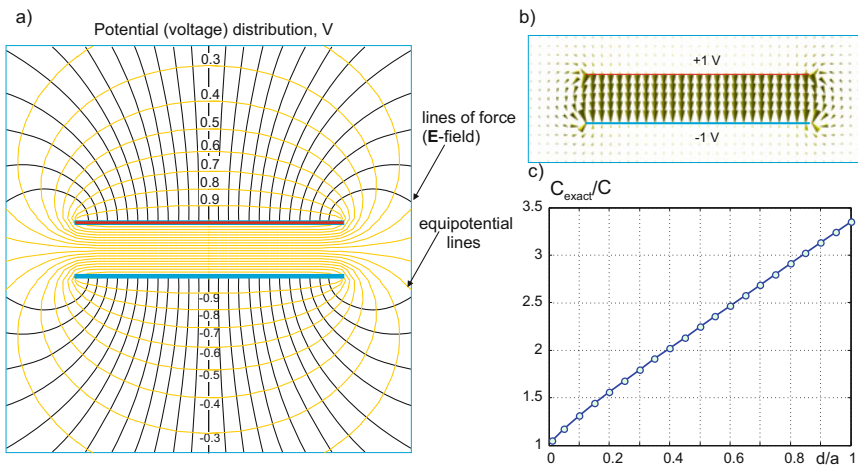 a)
Potential (voltage) distribution, V
0.3
0.4
0.5
0.6
0.7
0.8
0.9
-0.9
-0.8
-0.7
-0.6
-0.5
-0.4
-0.3
lines of force
(E-field)
equipotential
lines
b)
+1 V
-1 V
c)
C_exact/C
3.5
3
2.5
2
1.5
1
0
0.2
0.4
0.6
0.8
d/a
1